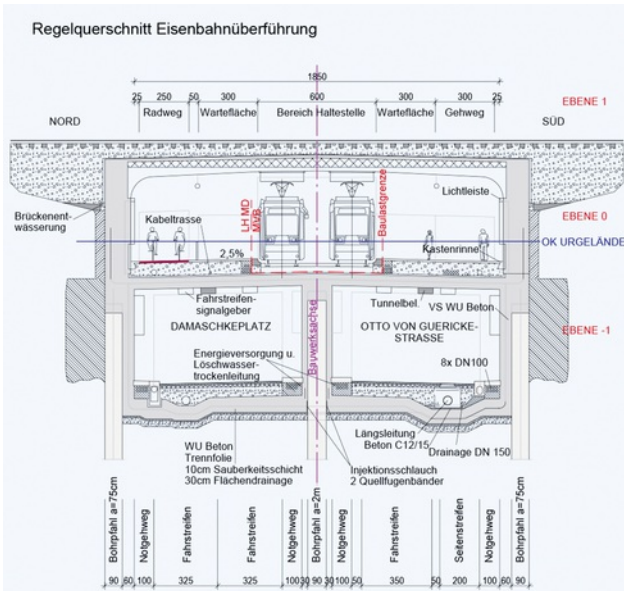 Regelquerschnitt Eisenbahnüberführung
1850
25 250 50 300 600 300 300 25
Radweg Wartefläche Bereich Haltestelle Wartefläche Gehweg
EBENE 1
NORD
SÜD
Lichtleiste
Brückenent-
wässerung
Kabeltrasse
LH MD
MVB
Baulastgrenze
EBENE 0
OK URGELÄNDE
2,5%
Kastenrinne
Fahrstreifen-
signalgeber
Tunnelbel.
VS WU Beton
DAMASCHKEPLATZ
OTTO VON GUERICKE-
STRASSE
EBENE -1
Bauwerksachse
Energieversorgung u.
Löschwasser-
trockenleitung
8x DN100
Längsleitung
Beton C12/15
Drainage DN 150
WU Beton
Trennfolie
10cm Sauberkeitsschicht
30cm Flächendrainage
Injektionsschlauch
2 Quellfugenbänder
Bohrpfahl a=75cm
Notgehweg
Fahrstreifen
Fahrstreifen
Notgehweg
Bohrpfahl a=2m
Notgehweg
Fahrstreifen
Seitenstreifen
Notgehweg
Bohrpfahl a=75cm
90 60 100 325 325 100 30 90 30 100 50 350 50 200 100 60 90